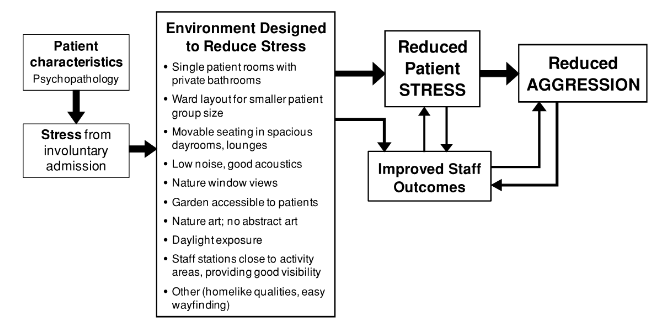 Patient
characteristics
Psychopathology
Stress from
involuntary
admission
Environment Designed
to Reduce Stress
• Single patient rooms with
private bathrooms
• Ward layout for smaller patient
group size
• Movable seating in spacious
dayrooms, lounges
• Low noise, good acoustics
• Nature window views
• Garden accessible to patients
• Nature art; no abstract art
• Daylight exposure
• Staff stations close to activity
areas, providing good visibility
• Other (homelike qualities, easy
wayfinding)
Reduced
Patient
STRESS
Improved Staff
Outcomes
Reduced
AGGRESSION